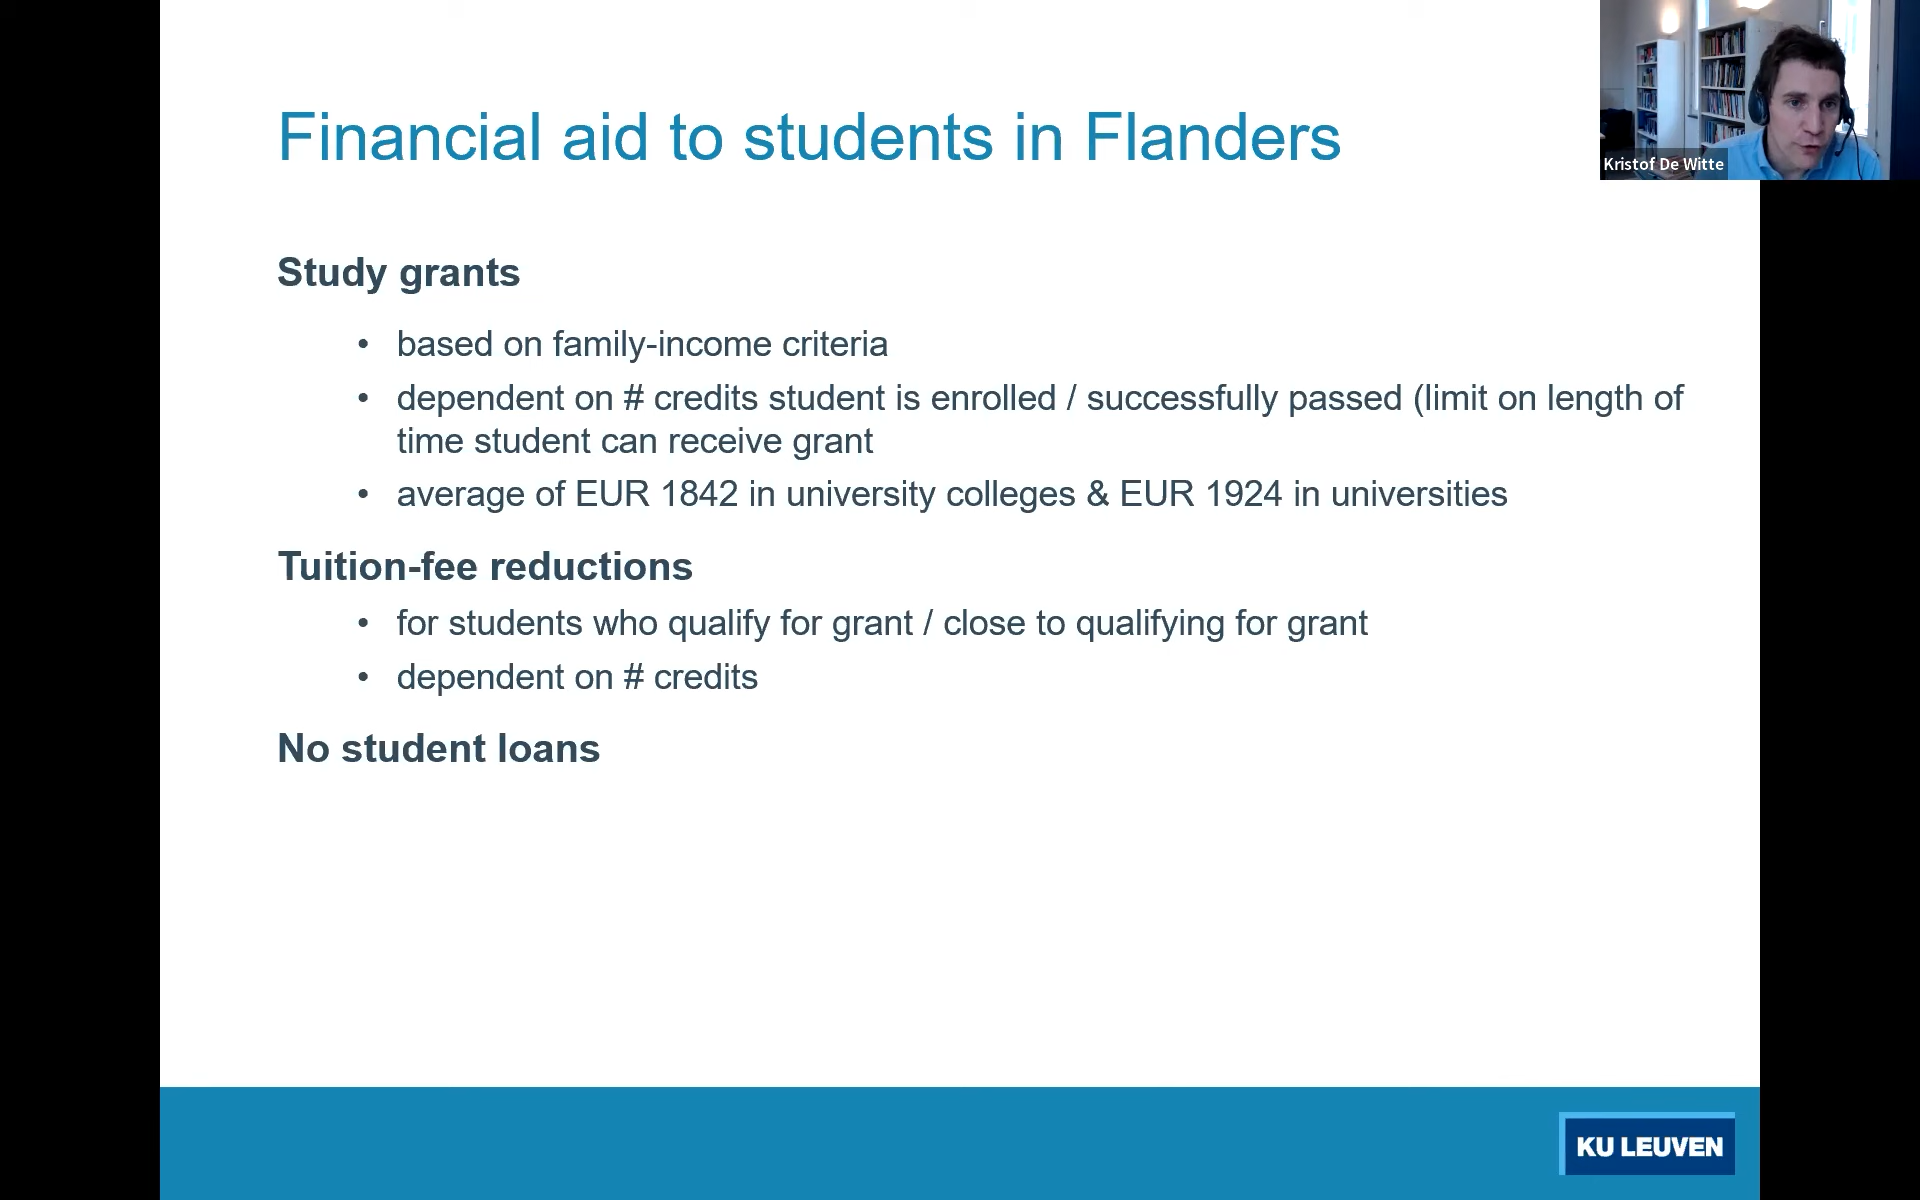 Financial aid to students in Flanders
Kristof De Witte
Study grants
• based on family-income criteria
• dependent on # credits student is enrolled / successfully passed (limit on length of
time student can receive grant
• average of EUR 1842 in university colleges & EUR 1924 in universities
Tuition-fee reductions
• for students who qualify for grant / close to qualifying for grant
• dependent on # credits
No student loans
KU LEUVEN